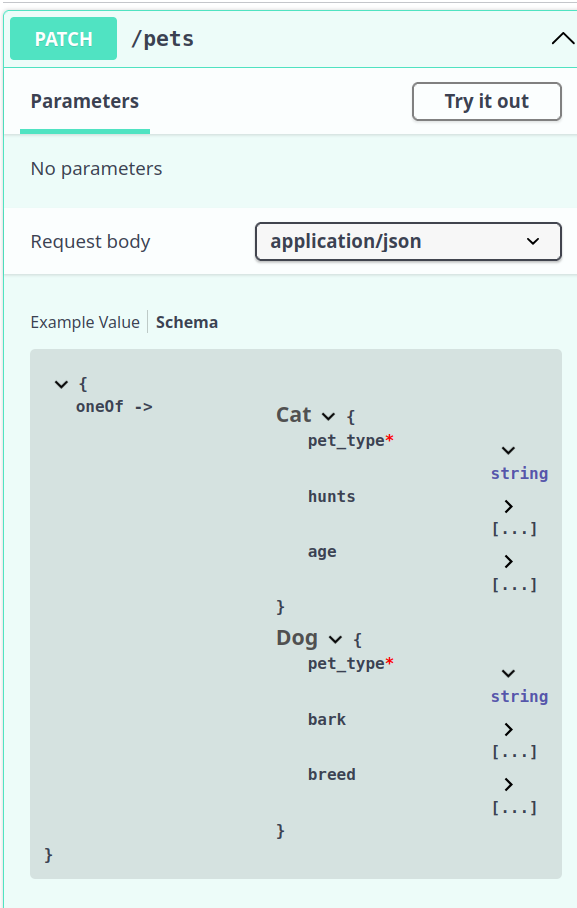 PATCH /pets
Parameters Try it out
No parameters
Request body application/json
Example Value Schema
{
oneOf ->
Cat {
pet_type*
string
hunts
[...]
age
[...]
}
Dog {
pet_type*
string
bark
[...]
breed
[...]
}
}